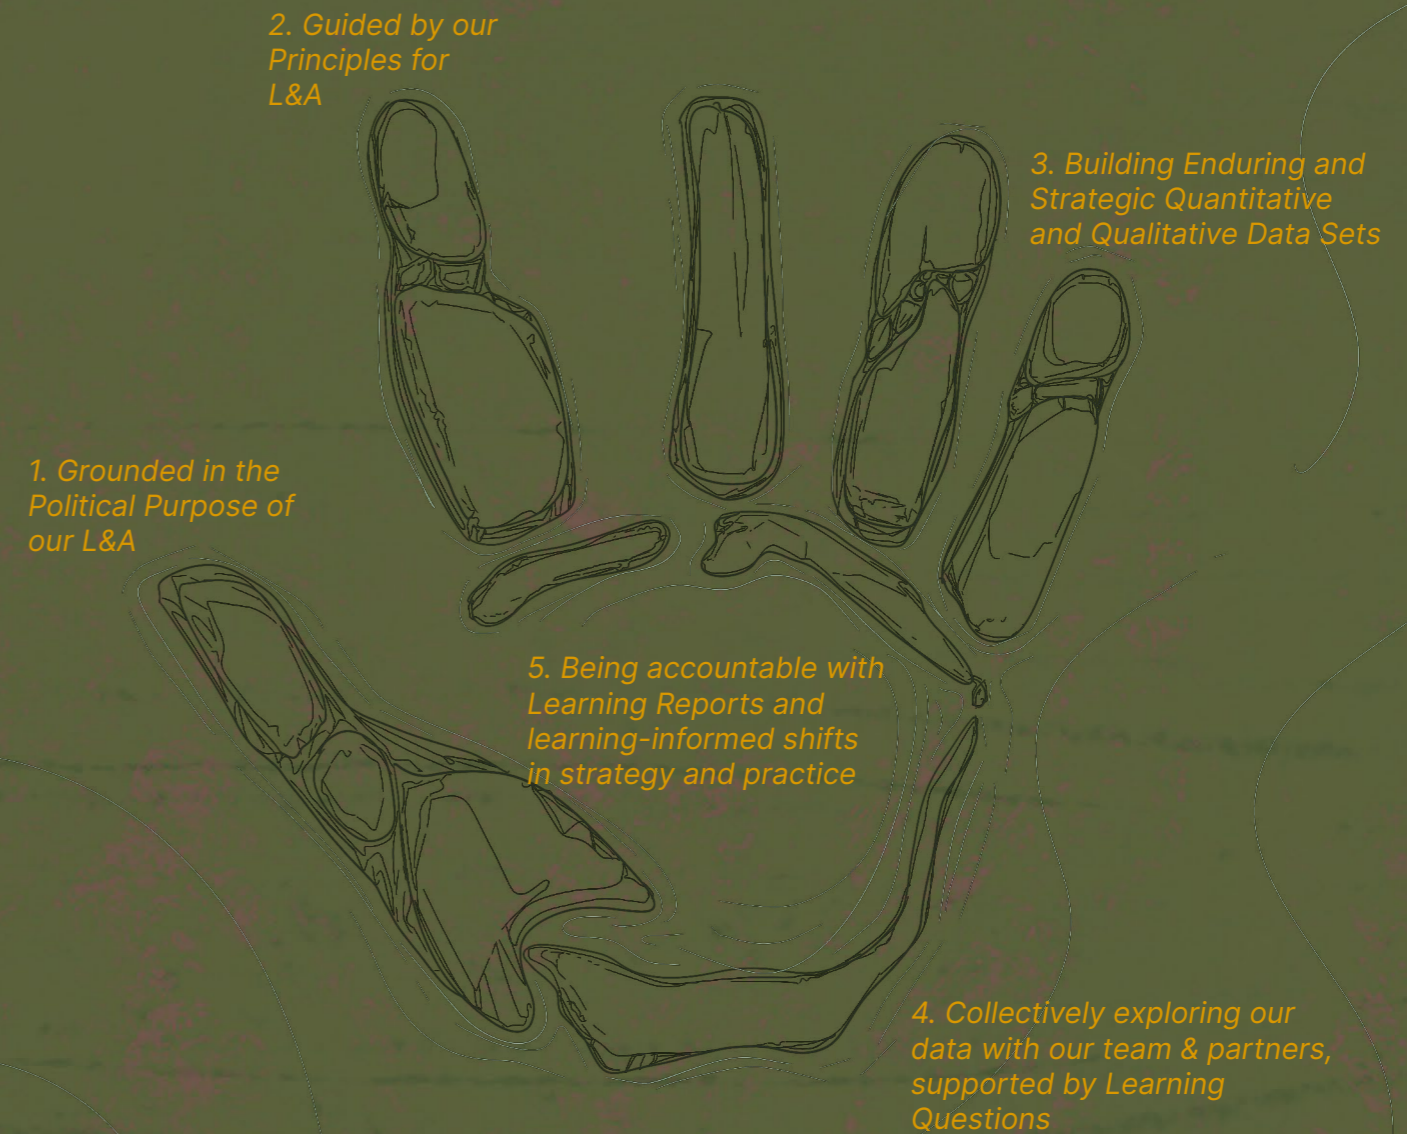 2. Guided by our
Principles for
L&A
3. Building Enduring and
Strategic Quantitative
and Qualitative Data Sets
1. Grounded in the
Political Purpose of
our L&A
5. Being accountable with
Learning Reports and
learning-informed shifts
in strategy and practice
4. Collectively exploring our
data with our team & partners,
supported by Learning
Questions